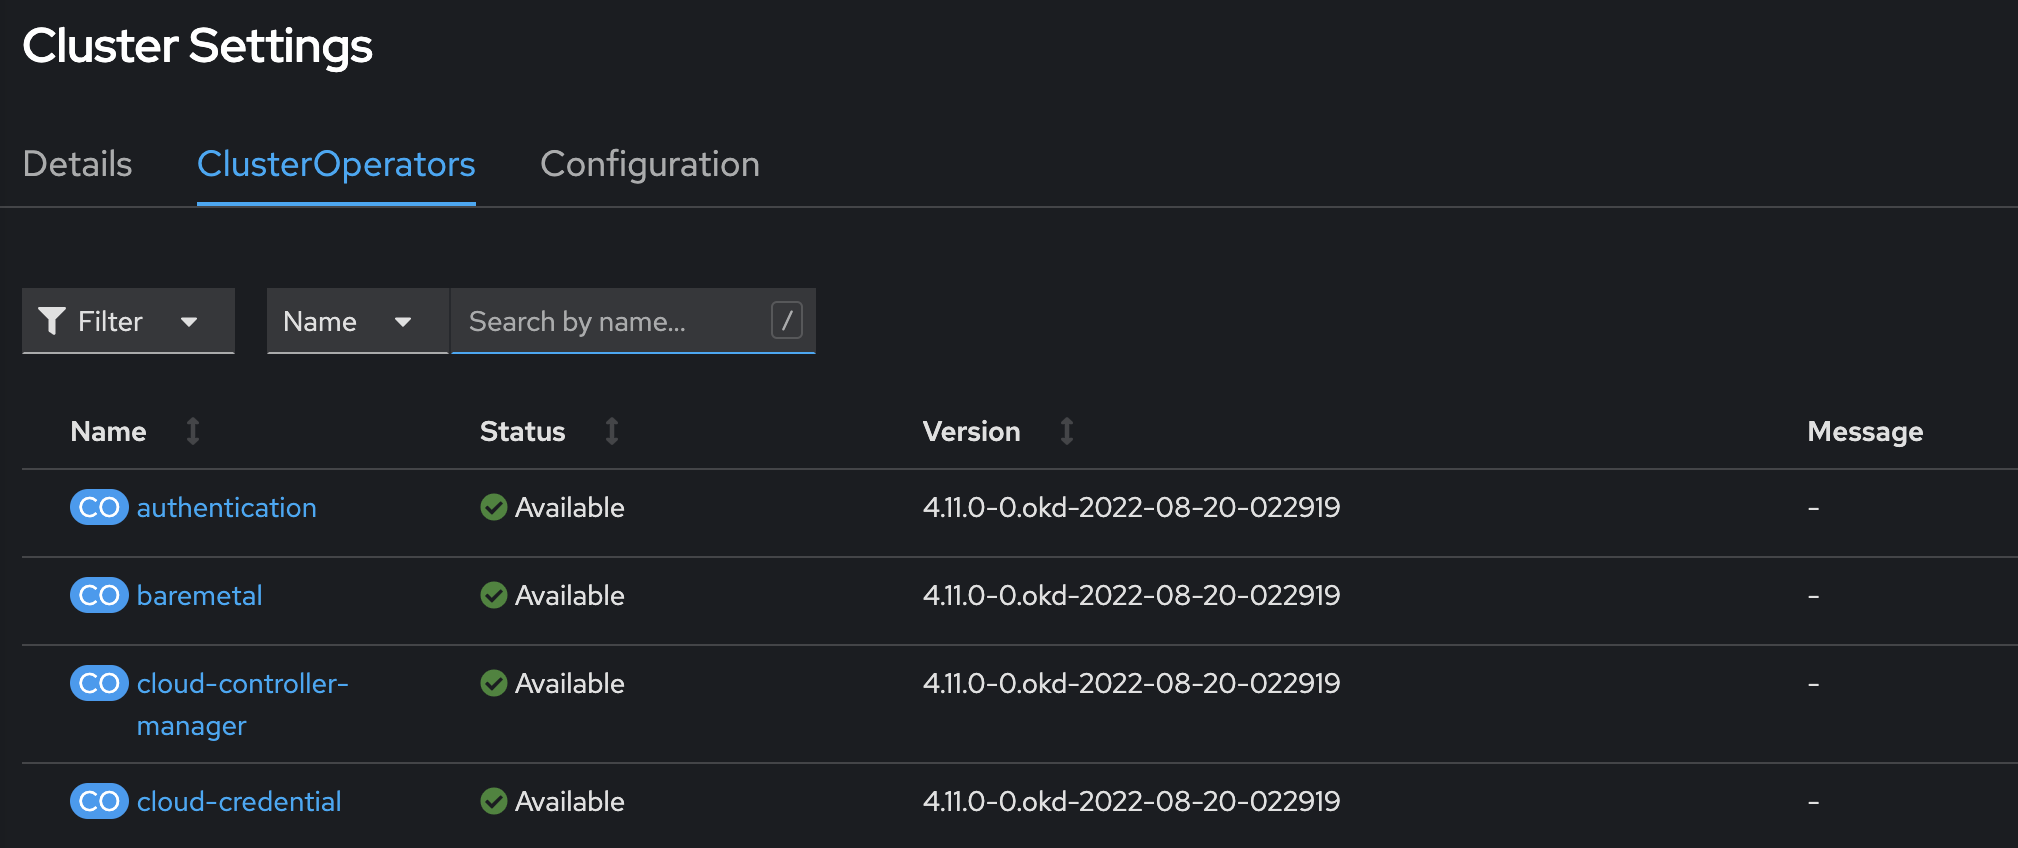 Cluster Settings
Details ClusterOperators Configuration
Filter Name Search by name... /
Name Status Version Message
CO authentication Available 4.11.0-0.okd-2022-08-20-022919 -
CO baremetal Available 4.11.0-0.okd-2022-08-20-022919 -
CO cloud-controller- Available 4.11.0-0.okd-2022-08-20-022919 -
manager
CO cloud-credential Available 4.11.0-0.okd-2022-08-20-022919 -